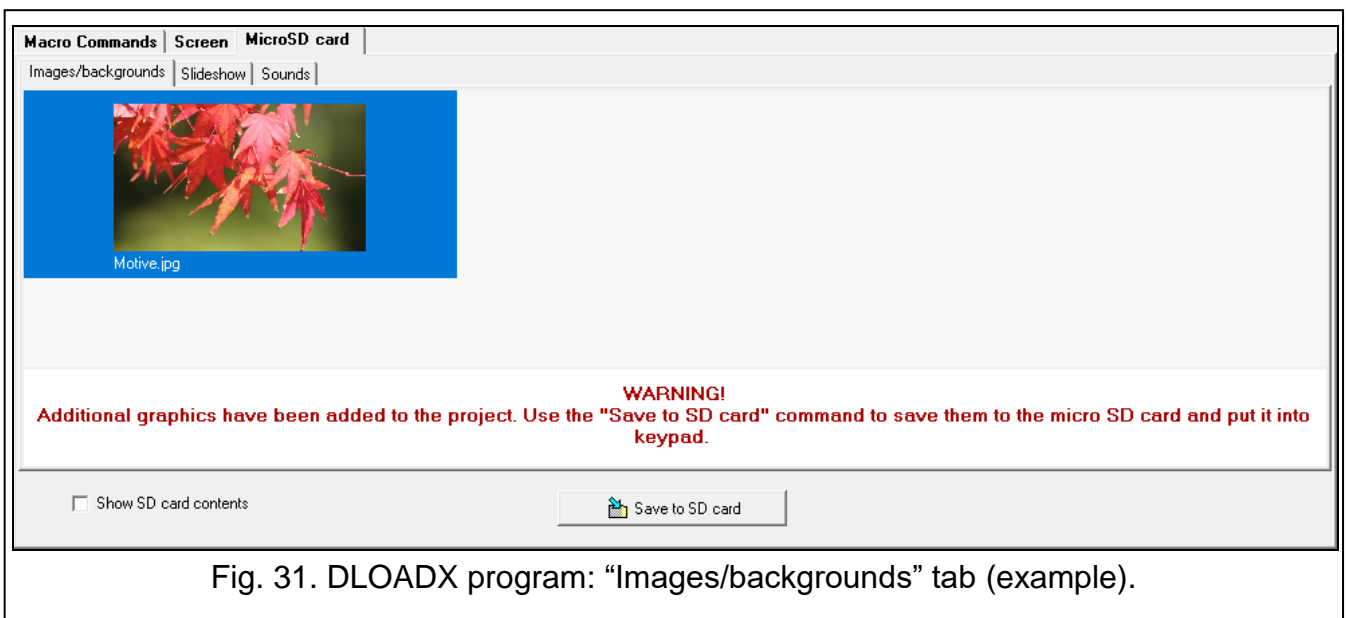 Macro Commands Screen MicroSD card
Images/backgrounds Slideshow Sounds
Motive.jpg
WARNING!
Additional graphics have been added to the project. Use the "Save to SD card" command to save them to the micro SD card and put it into
keypad.
Show SD card contents Save to SD card
Fig. 31. DLOADX program: “Images/backgrounds” tab (example).